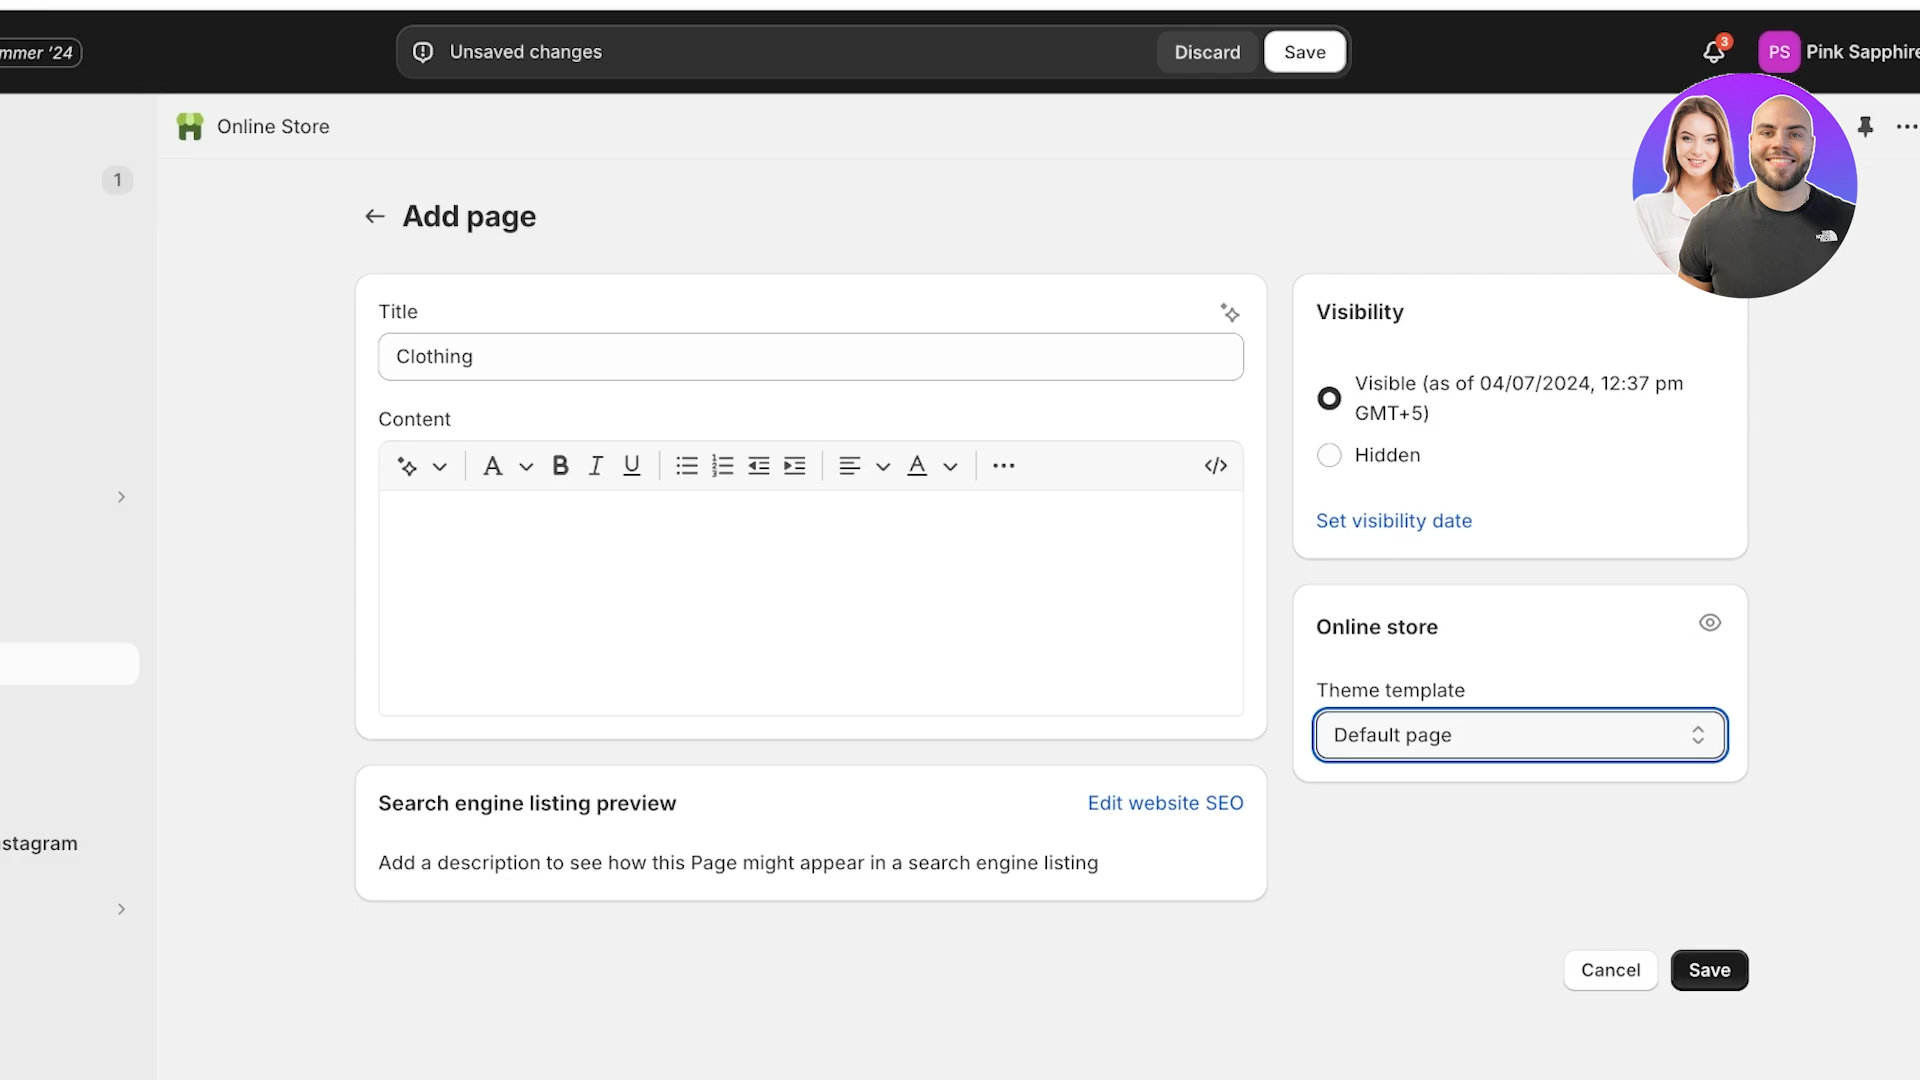 mmer '24
Unsaved changes
Discard
Save
3
PS
Pink Sapphire
Online Store
1
Add page
THE NORTH FACE
Title
Clothing
Content
Visibility
Visible (as of 04/07/2024, 12:37 pm
GMT+5)
Hidden
Set visibility date
Online store
Theme template
Default page
Search engine listing preview
Edit website SEO
Add a description to see how this Page might appear in a search engine listing
stagram
Cancel
Save